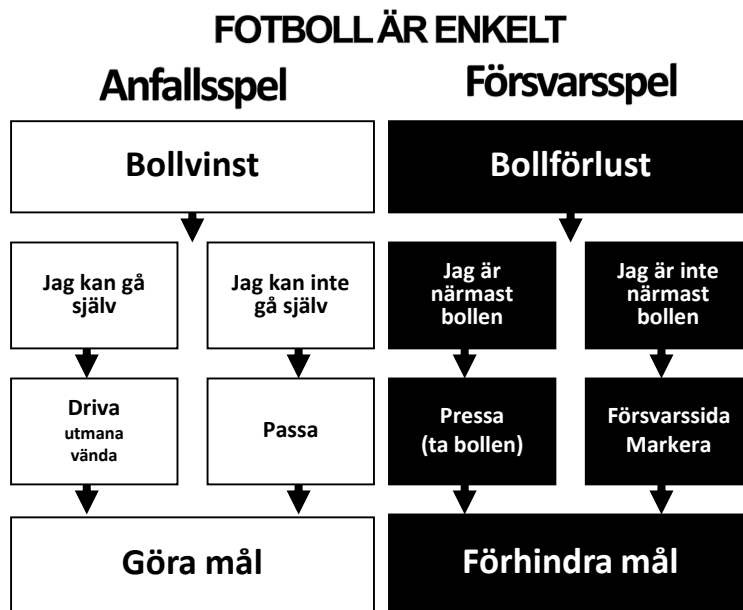 FOTBOLL ÄR ENKELT
Anfallsspel
Försvarsspel
Bollvinst
Bollförlust
Jag kan gå
själv
Jag kan inte
gå själv
Jag är
närmast
bollen
Jag är inte
närmast
bollen
Driva
utmana
vända
Passa
Pressa
(ta bollen)
Försvarssida
Markera
Göra mål
Förhindra mål